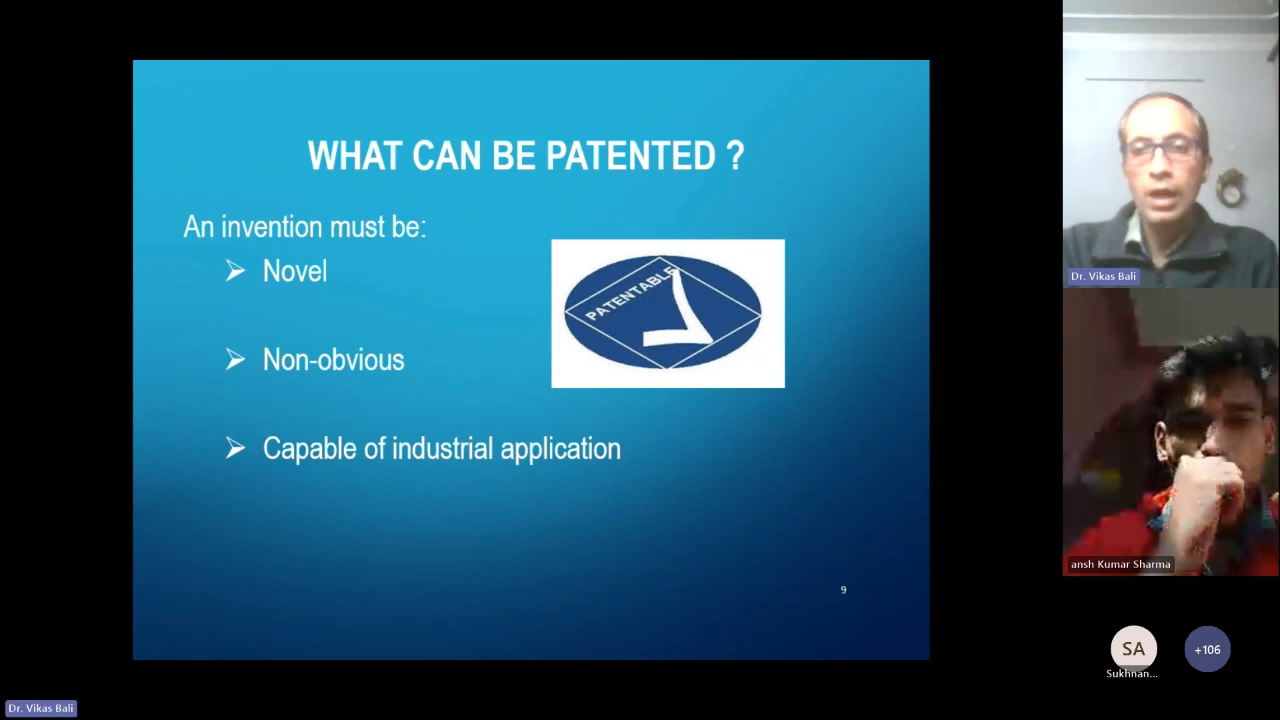 WHAT CAN BE PATENTED ?
An invention must be:
Novel
Non-obvious
Capable of industrial application
PATENTABLE
9
Dr. Vikas Bali
ansh Kumar Sharma
SA
Sukhnan...
+106
Dr. Vikas Bali